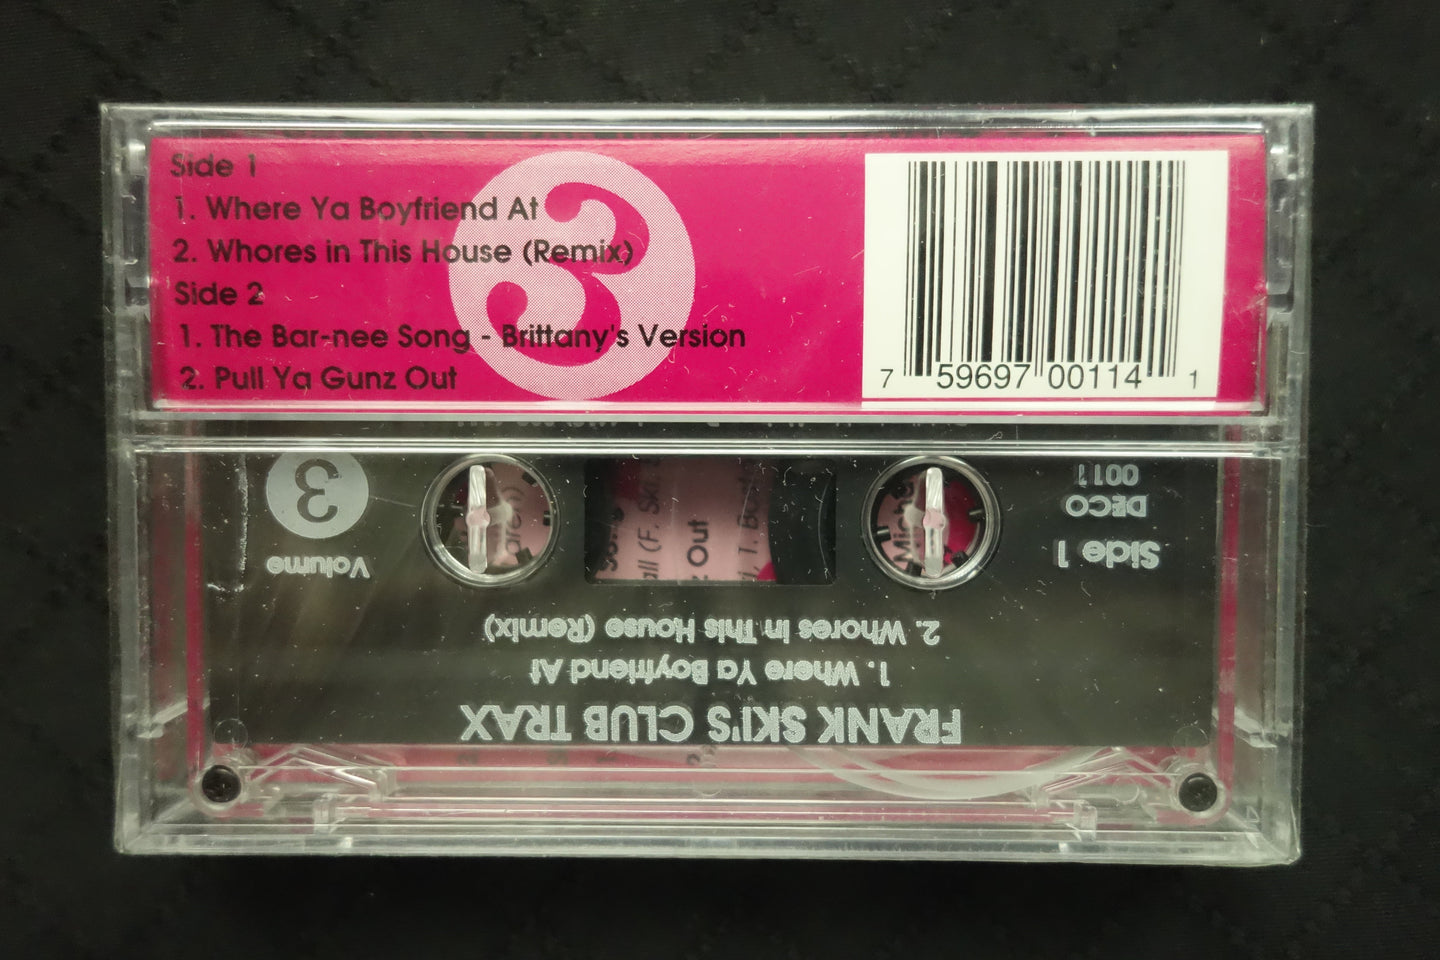 Side 1
1. Where Ya Boyfriend At
2. Whores in This House (Remix)
Side 2
1. The Bar-nee Song - Brittany's Version
2. Pull Ya Gunz Out
3
7 59697 00114 1
FRANK SKI'S CLUB TRAX
1. Where Ya Boyfriend At
2. Whores In This House (Remix)
Side 1
DECO
0011
Volume
3
Out